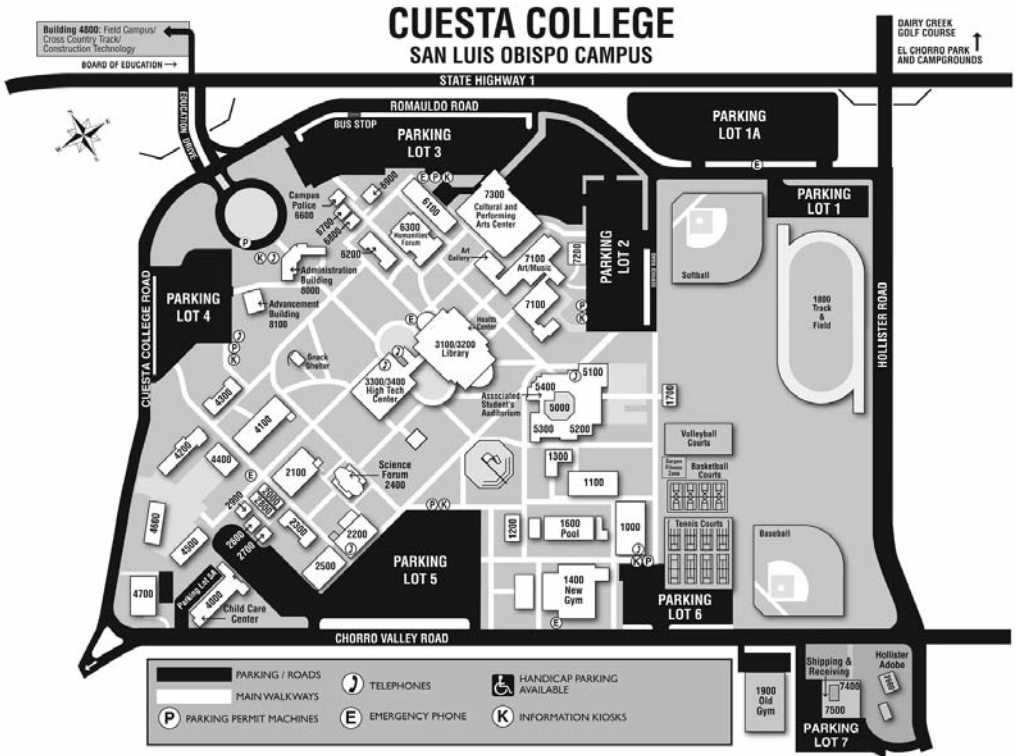 CUESTA COLLEGE
SAN LUIS OBISPO CAMPUS
Building 4800: Field Campus/
Cross Country Track/
Construction Technology
BOARD OF EDUCATION
DAIRY CREEK
GOLF COURSE
EL CHORRO PARK
AND CAMPGROUNDS
STATE HIGHWAY 1
EDUCATION DRIVE
ROMAULDO ROAD
BUS STOP
PARKING
LOT 3
PARKING
LOT 1A
E
E P K
Campus
Police
6600
6700
6800
6900
6100
6300
Humanities
Forum
6200
7300
Cultural and
Performing
Arts Center
Art
Gallery
7100
Art/Music
7200
7100
PARKING
LOT 2
SERVICE ROAD
PARKING
LOT 1
Softball
1800
Track
&
Field
HOLLISTER ROAD
P
K J
Administration
Building
8000
Advancement
Building
8100
PARKING
LOT 4
CUESTA COLLEGE ROAD
J
P
K
E
Health
Center
3100/3200
Library
P
K
Snack
Shelter
J
J
3300/3400
High Tech
Center
J
5100
5400
Associated
Student's
Auditorium
5000
5300
5200
1700
4300
4100
4200
4400
2100
E
Science
Forum
2400
Volleyball
Courts
Basketball
Courts
1300
1100
2900
2000
2800
2300
2200
J
2600
2700
2500
P K
4600
4500
1200
1600
Pool
1000
J
K P
Tennis Courts
Baseball
PARKING
LOT 5
4700
Parking Lot 5A
4000
Child Care
Center
1400
New
Gym
E
PARKING
LOT 6
CHORRO VALLEY ROAD
PARKING / ROADS
MAIN WALKWAYS
P PARKING PERMIT MACHINES
J TELEPHONES
E EMERGENCY PHONE
HANDICAP PARKING
AVAILABLE
K INFORMATION KIOSKS
1900
Old
Gym
Shipping &
Receiving
7400
7500
PARKING
LOT 7
Hollister
Adobe